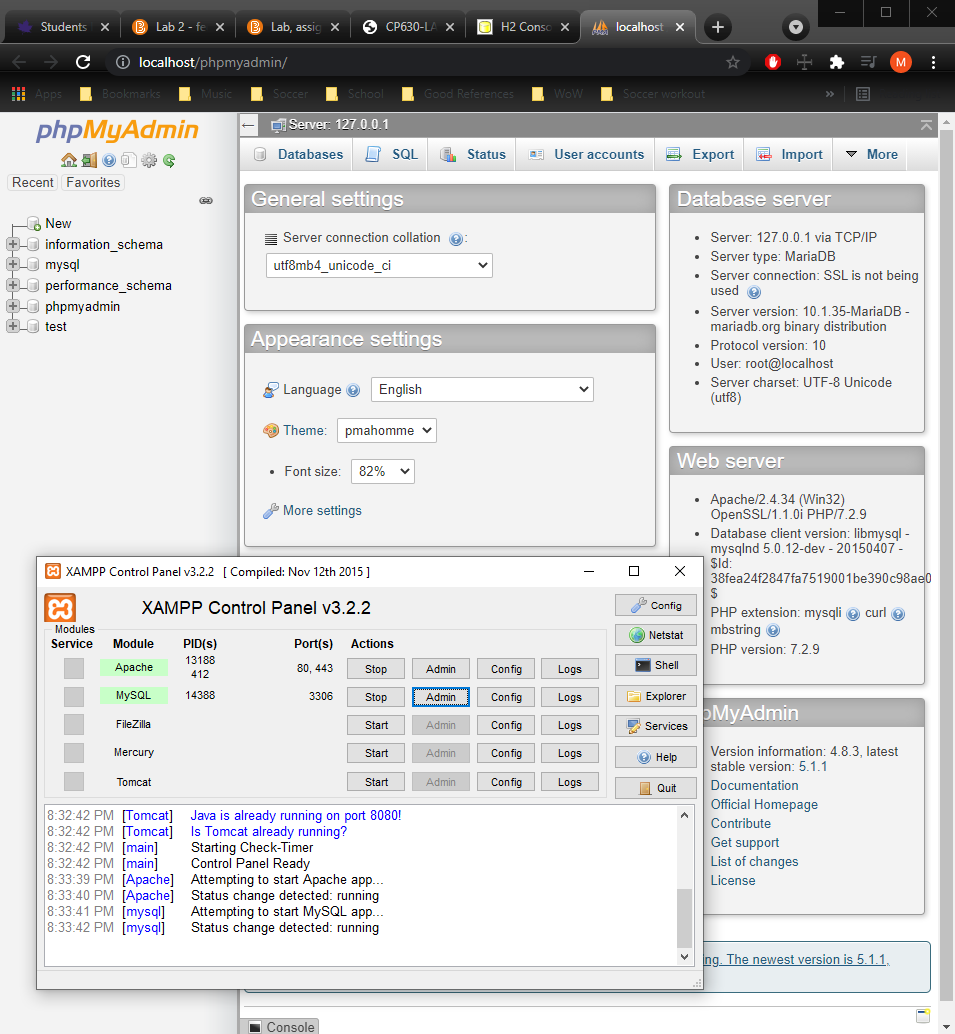 Students
Lab 2 - fe
Lab, assig
CP630-LA
H2 Conso
localhost
localhost/phpmyadmin/
M
Apps
Bookmarks
Music
Soccer
School
Good References
WoW
Soccer workout
»
phpMyAdmin
Recent
Favorites
New
information_schema
mysql
performance_schema
phpmyadmin
test
Server: 127.0.0.1
Databases
SQL
Status
User accounts
Export
Import
More
General settings
Server connection collation :
utf8mb4_unicode_ci
Appearance settings
Language
English
Theme:
pmahomme
• Font size:
82%
More settings
Database server
• Server: 127.0.0.1 via TCP/IP
• Server type: MariaDB
• Server connection: SSL is not being
used
• Server version: 10.1.35-MariaDB -
mariadb.org binary distribution
• Protocol version: 10
• User: root@localhost
• Server charset: UTF-8 Unicode
(utf8)
Web server
• Apache/2.4.34 (Win32)
OpenSSL/1.1.0i PHP/7.2.9
• Database client version: libmysql -
mysqlnd 5.0.12-dev - 20150407 -
$Id:
38fea24f2847fa7519001be390c98ae0
$
PHP extension: mysqli curl
mbstring
PHP version: 7.2.9
pMyAdmin
Version information: 4.8.3, latest
stable version: 5.1.1
Documentation
Official Homepage
Contribute
Get support
List of changes
License
ng. The newest version is 5.1.1,
Console
XAMPP Control Panel v3.2.2 [ Compiled: Nov 12th 2015 ]
XAMPP Control Panel v3.2.2
Modules
Service Module PID(s) Port(s) Actions
Apache 13188
412 80, 443 Stop Admin Config Logs
MySQL 14388 3306 Stop Admin Config Logs
FileZilla Start Admin Config Logs
Mercury Start Admin Config Logs
Tomcat Start Admin Config Logs
Config
Netstat
Shell
Explorer
Services
Help
Quit
8:32:42 PM [Tomcat] Java is already running on port 8080!
8:32:42 PM [Tomcat] Is Tomcat already running?
8:32:42 PM [main] Starting Check-Timer
8:32:42 PM [main] Control Panel Ready
8:33:39 PM [Apache] Attempting to start Apache app...
8:33:40 PM [Apache] Status change detected: running
8:33:41 PM [mysql] Attempting to start MySQL app...
8:33:42 PM [mysql] Status change detected: running